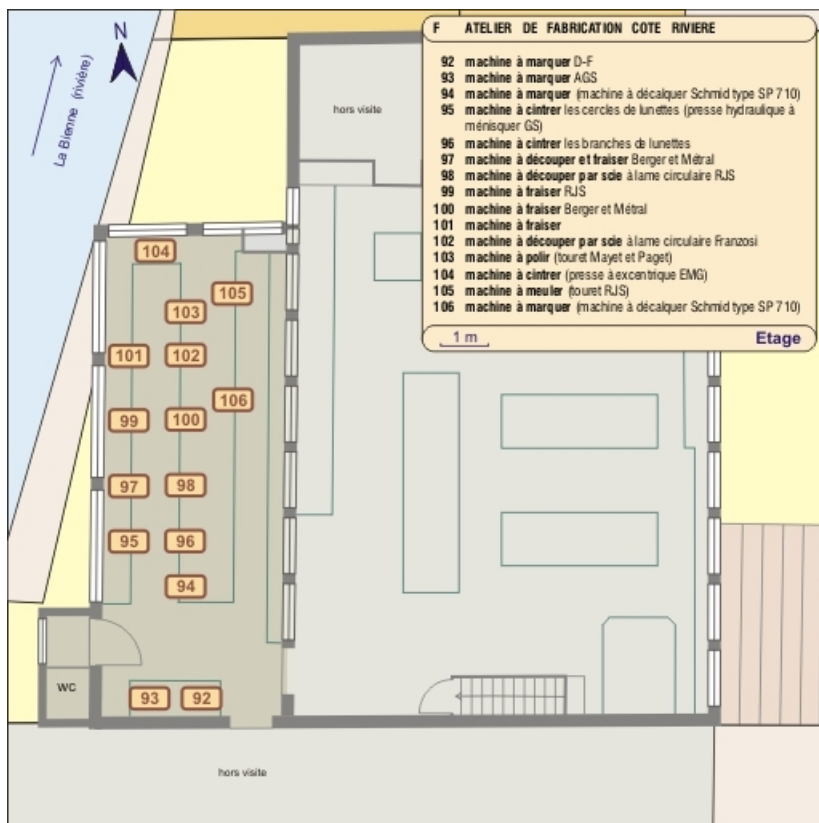 F ATELIER DE FABRICATION COTE RIVIERE
92 machine à marquer D-F
93 machine à marquer AGS
94 machine à marquer (machine à décalquer Schmid type SP 710)
95 machine à cintrer les cercles de lunettes (presse hydraulique à
ménisquer GS)
96 machine à cintrer les branches de lunettes
97 machine à découper et fraiser Berger et Métral
98 machine à découper par scie à lame circulaire RJS
99 machine à fraiser RJS
100 machine à fraiser Berger et Métral
101 machine à fraiser
102 machine à découper par scie à lame circulaire Franzosi
103 machine à polir (touret Mayet et Paget)
104 machine à cintrer (presse à excentrique EMG)
105 machine à meuler (touret RJS)
106 machine à marquer (machine à décalquer Schmid type SP 710)
1 m
Etage
N
La Bienne (rivière)
hors visite
104
105
103
101
102
106
99
100
97
98
95
96
94
WC
93
92
hors visite